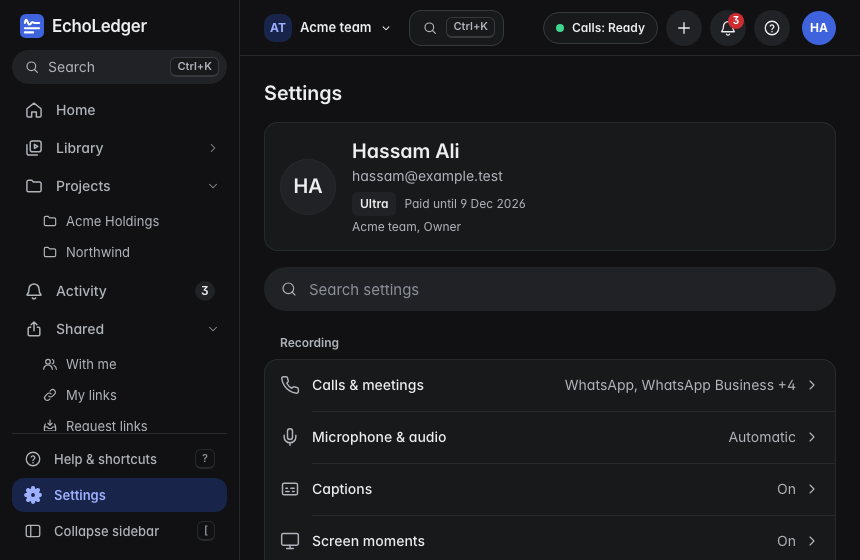 EchoLedger
Search Ctrl+K
Home
Library
Projects
Acme Holdings
Northwind
Activity 3
Shared
With me
My links
Request links
Help & shortcuts ?
Settings
Collapse sidebar [
AT Acme team Ctrl+K Calls: Ready 3 HA
Settings
HA
Hassam Ali
hassam@example.test
Ultra Paid until 9 Dec 2026
Acme team, Owner
Search settings
Recording
Calls & meetings WhatsApp, WhatsApp Business +4
Microphone & audio Automatic
Captions On
Screen moments On